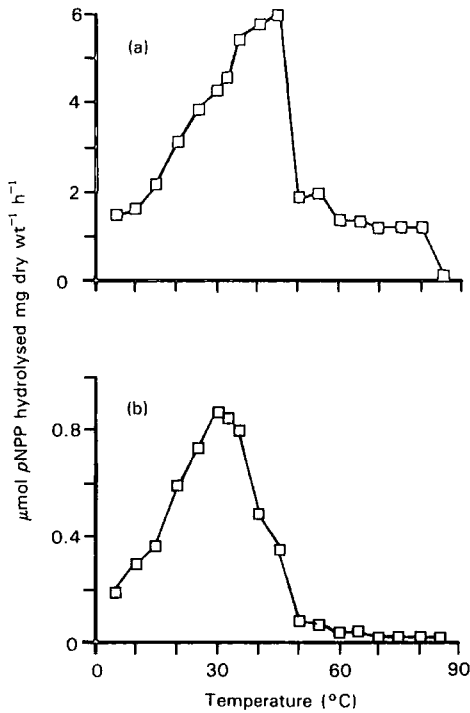 6
(a)
4
2
0
μmol pNPP hydrolysed mg dry wt⁻¹ h⁻¹
(b)
0.8
0.4
0
0 30 60 90
Temperature (°C)